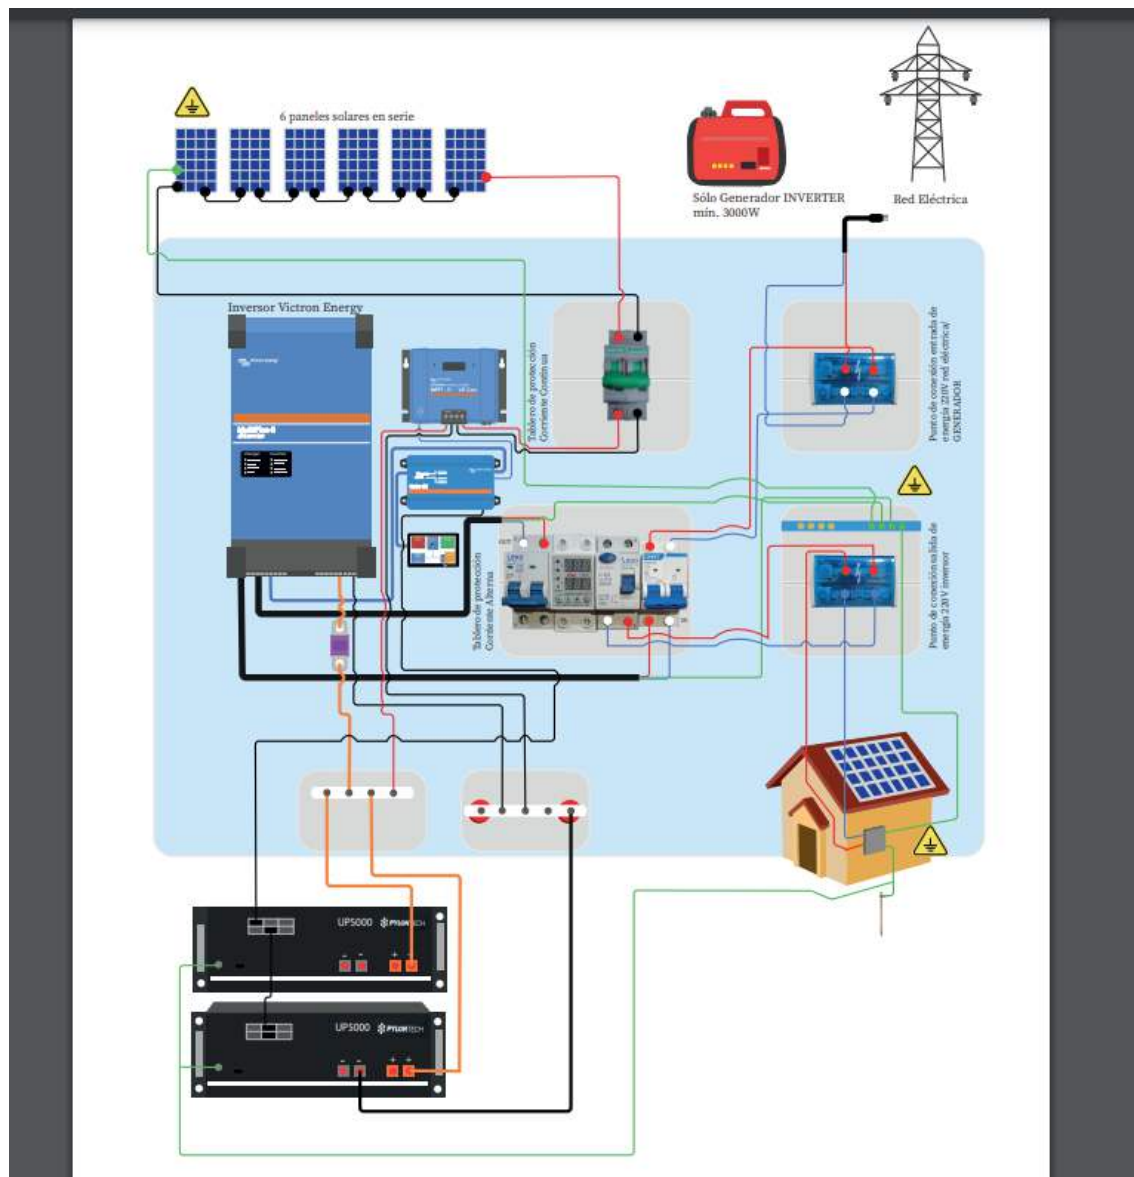 6 paneles solares en serie
Sólo Generador INVERTER
mín. 3000W
Red Eléctrica
Inversor Victron Energy
Tablero de protección
Corriente Continua
Punto de conexión entrada de
energía 220V red eléctrica/
GENERADOR
Tablero de protección
Corriente Alterna
Punto de conexión salida de
energía 220V inversor
UP5000 PYLONTECH
- - + +
UP5000 PYLONTECH
- - + +